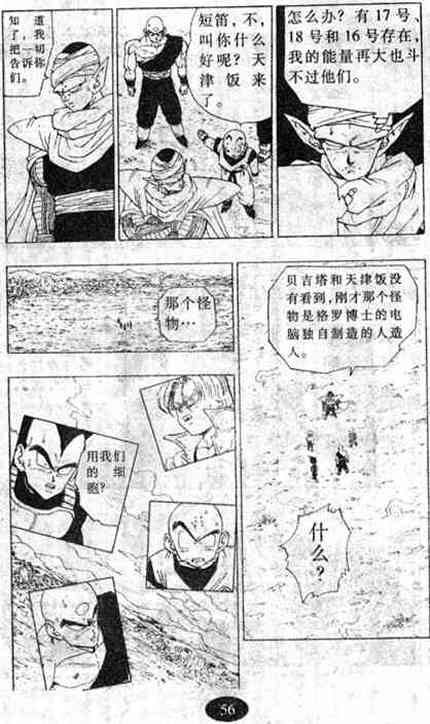 怎么办？有17号、
18号和16号存在，
我的能量再大也斗
不过他们。
短笛，不，
叫你什么
好呢？天
津饭来
了。
知道
了，我
把一切
告诉你
们。
贝吉塔和天津饭没
有看到，刚才那个怪
物是格罗博士的电
脑独自制造的人造
人。
什么？
那个怪
物…
用我们
的细
胞？
56